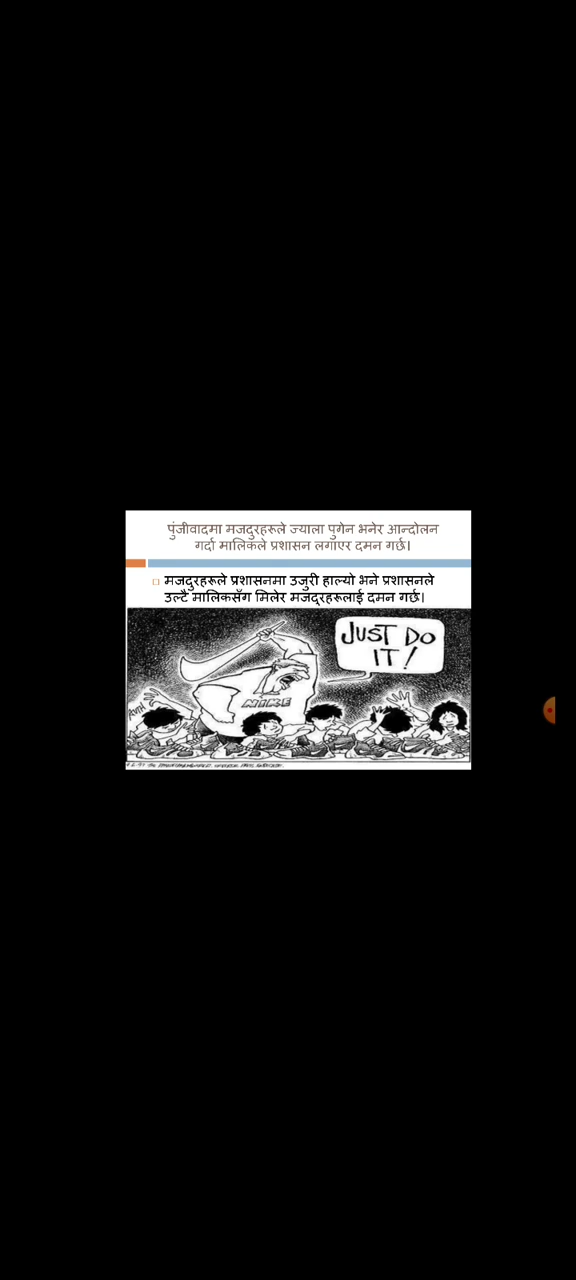 पुंजीवादमा मजदुरहरूले ज्याला पुगेन भनेर आन्दोलन
गर्दा मालिकले प्रशासन लगाएर दमन गर्छ।
मजदुरहरूले प्रशासनमा उजुरी हाल्यो भने प्रशासनले
उल्टै मालिकसँग मिलेर मजदूरहरूलाई दमन गर्छ।
JUST DO
IT!
NIKE